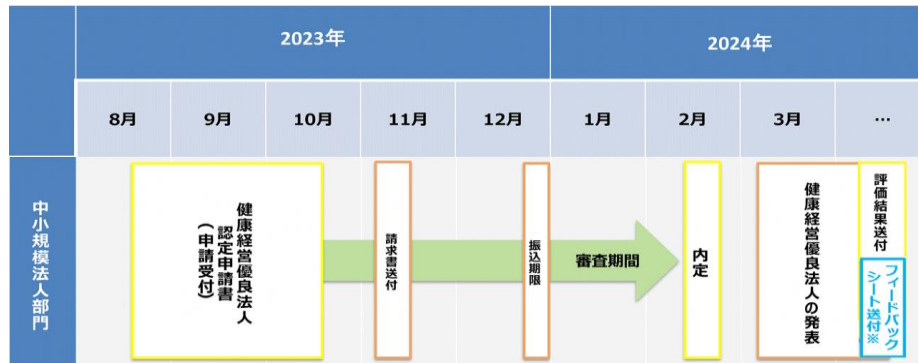 2023年
2024年
8月
9月
10月
11月
12月
1月
2月
3月
…
中小規模法人部門
健康経営優良法人
認定申請書
（申請受付）
請求書送付
振込期限
審査期間
内定
健康経営優良法人の発表
評価結果送付
フィードバック
シート送付※